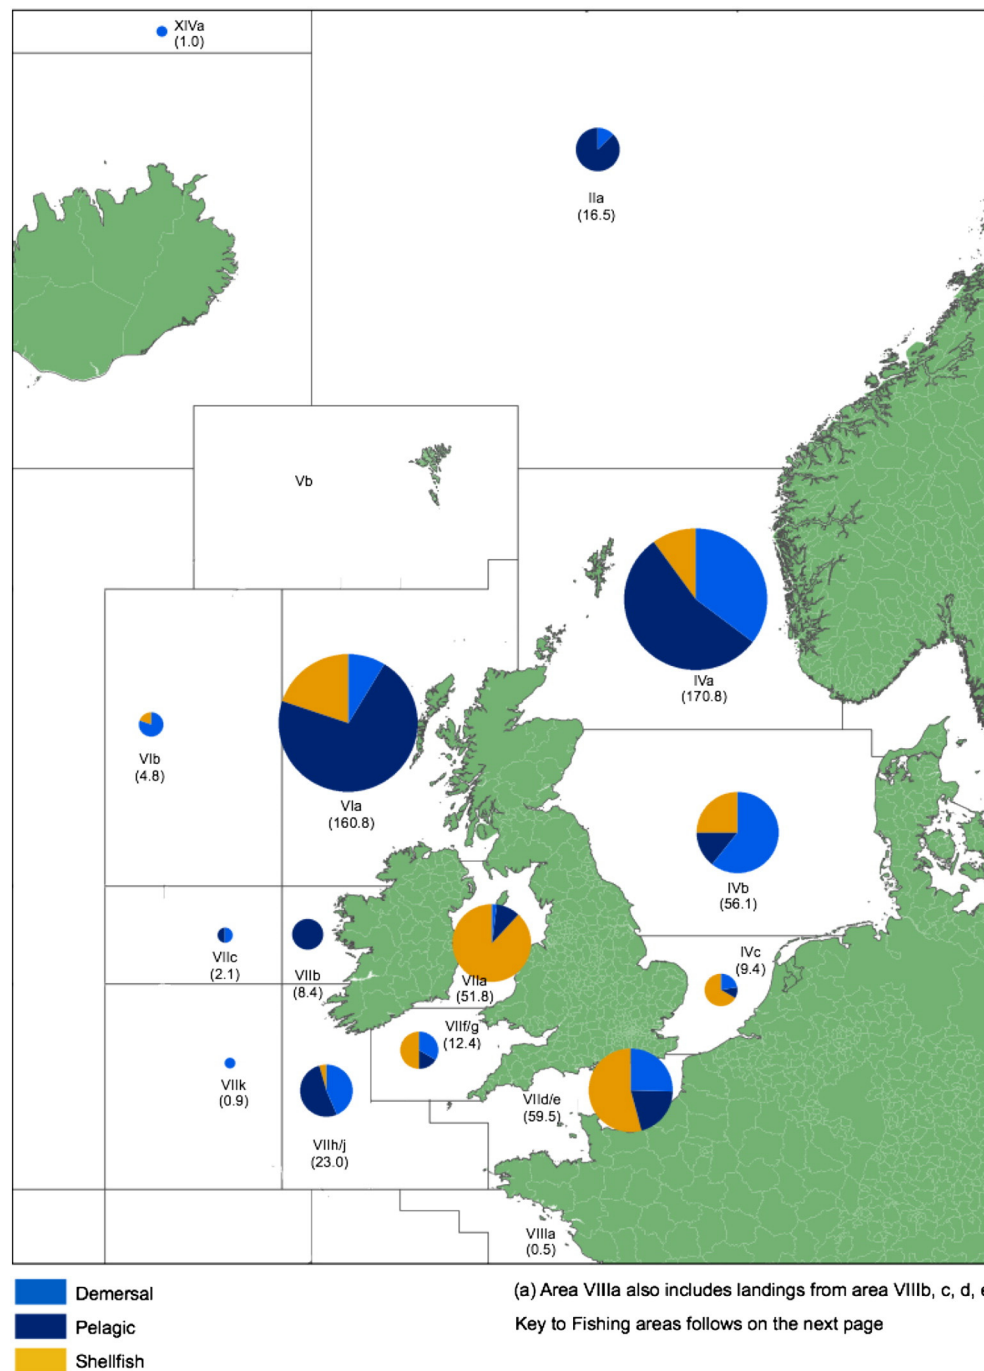 XIVa
(1.0)
IIa
(16.5)
Vb
IVa
(170.8)
VIb
(4.8)
VIa
(160.8)
IVb
(56.1)
VIIc
(2.1)
VIIb
(8.4)
VIIa
(51.8)
IVc
(9.4)
VIIf/g
(12.4)
VIIk
(0.9)
VIIh/j
(23.0)
VIId/e
(59.5)
VIIIa
(0.5)
Demersal
Pelagic
Shellfish
(a) Area VIIIa also includes landings from area VIIIb, c, d, e
Key to Fishing areas follows on the next page